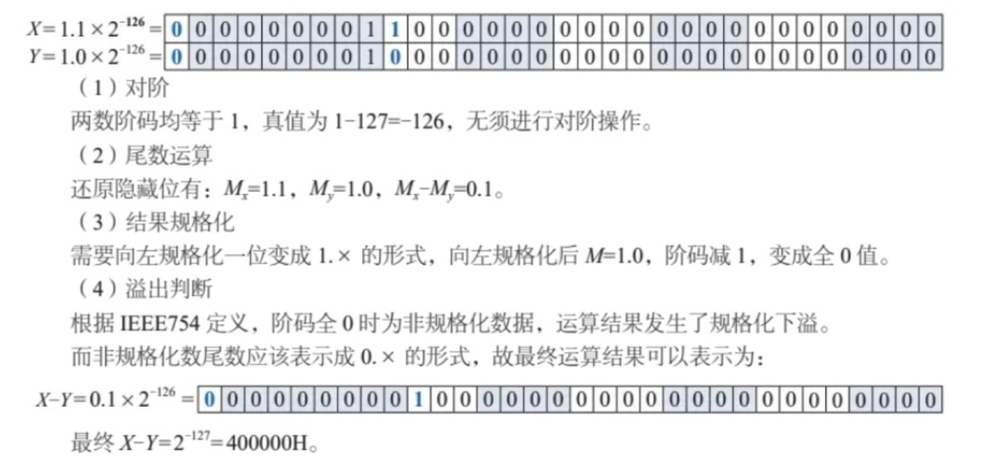 X=1.1×2⁻¹²⁶= 0 0 0 0 0 0 0 0 1 1 0 0 0 0 0 0 0 0 0 0 0 0 0 0 0 0 0 0 0 0 0 0
Y=1.0×2⁻¹²⁶= 0 0 0 0 0 0 0 0 1 0 0 0 0 0 0 0 0 0 0 0 0 0 0 0 0 0 0 0 0 0 0 0
（1）对阶
两数阶码均等于 1，真值为 1-127=-126，无须进行对阶操作。
（2）尾数运算
还原隐藏位有：Mₓ=1.1，Mᵧ=1.0，Mₓ-Mᵧ=0.1。
（3）结果规格化
需要向左规格化一位变成 1.× 的形式，向左规格化后 M=1.0，阶码减 1，变成全 0 值。
（4）溢出判断
根据 IEEE754 定义，阶码全 0 时为非规格化数据，运算结果发生了规格化下溢。
而非规格化数尾数应该表示成 0.× 的形式，故最终运算结果可以表示为：
X-Y=0.1×2⁻¹²⁶ = 0 0 0 0 0 0 0 0 0 1 0 0 0 0 0 0 0 0 0 0 0 0 0 0 0 0 0 0 0 0 0 0
最终 X-Y=2⁻¹²⁷=400000H。